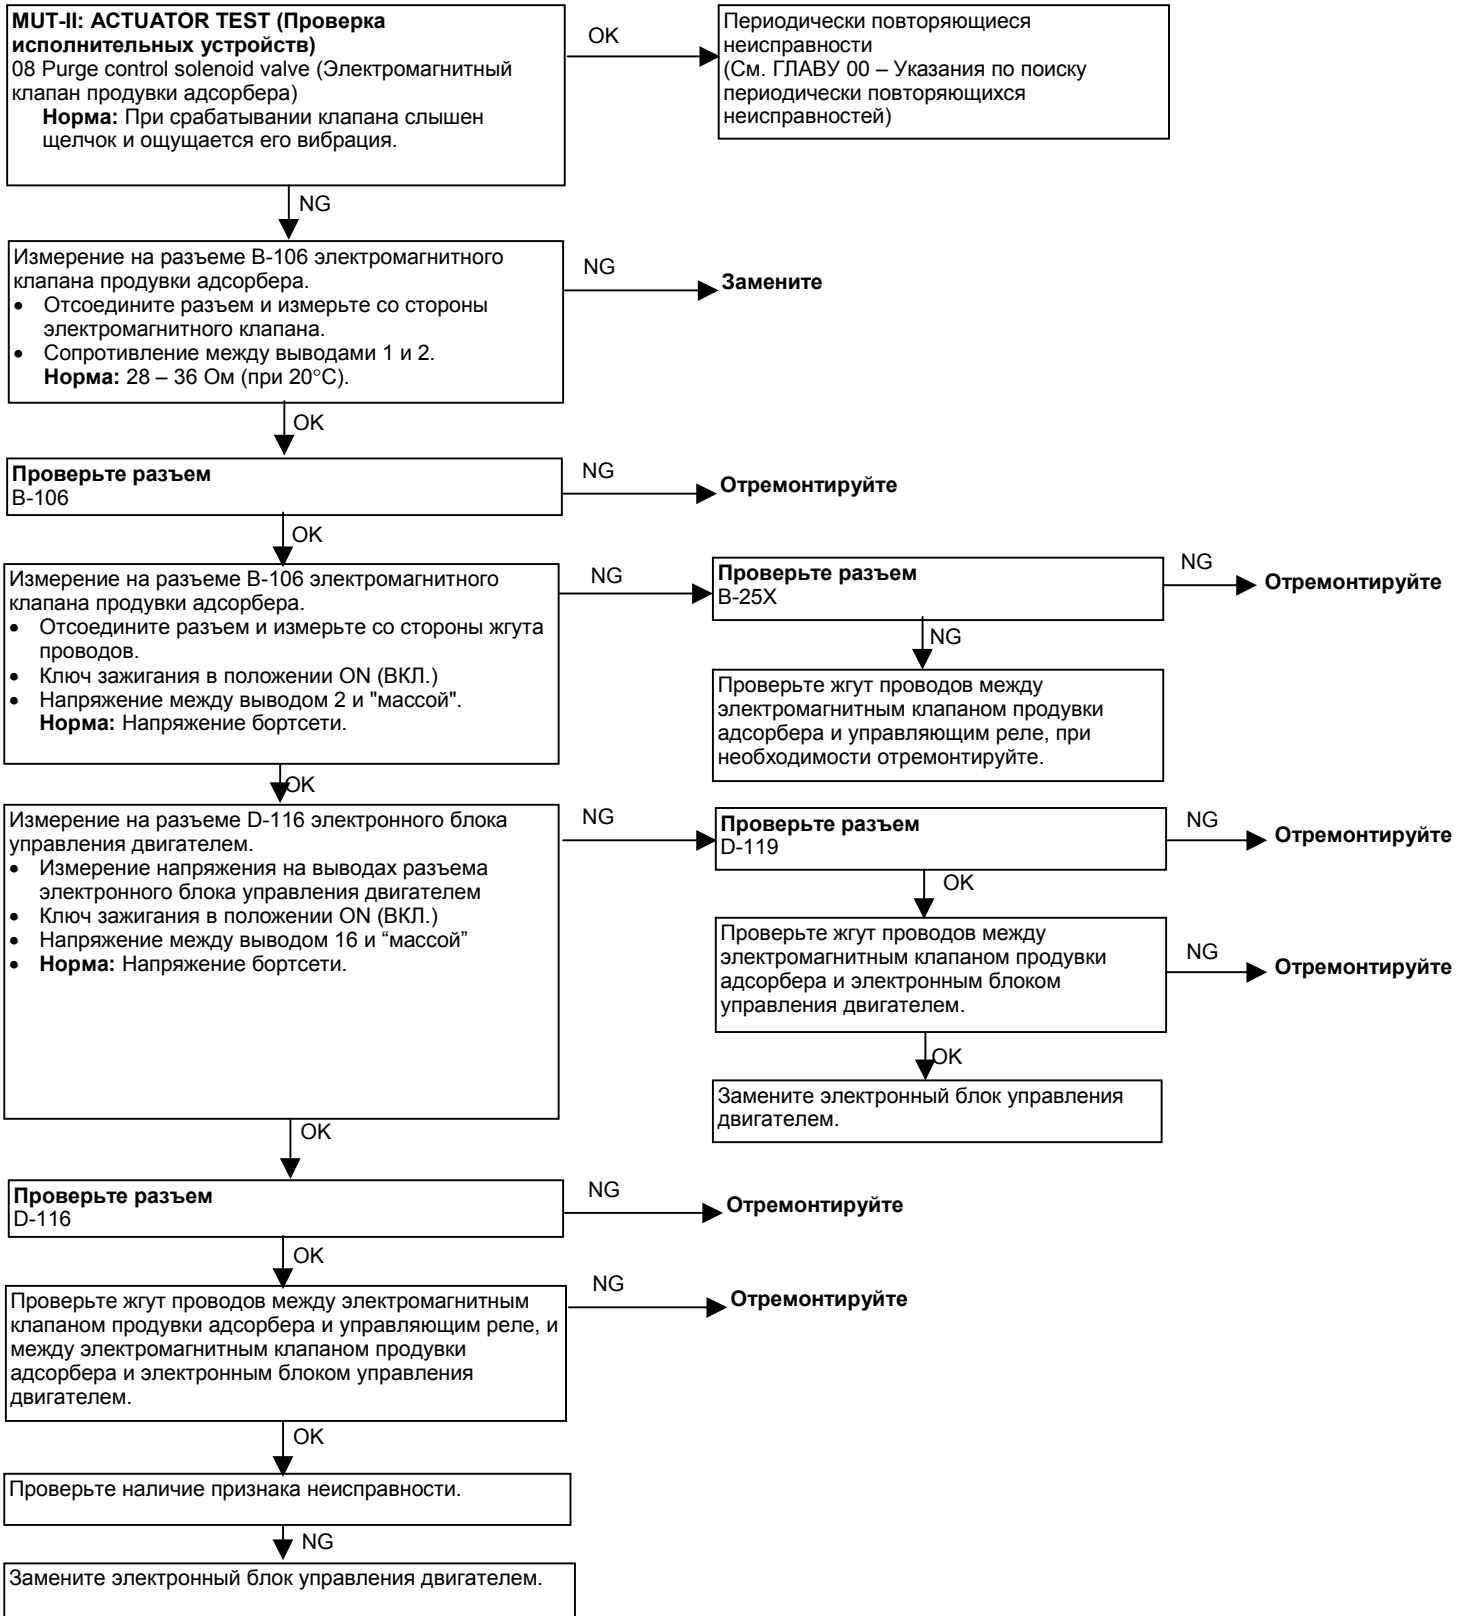 MUT-II: ACTUATOR TEST (Проверка
исполнительных устройств)
08 Purge control solenoid valve (Электромагнитный
клапан продувки адсорбера)
Норма: При срабатывании клапана слышен
щелчок и ощущается его вибрация.
OK
Периодически повторяющиеся
неисправности
(См. ГЛАВУ 00 – Указания по поиску
периодически повторяющихся
неисправностей)
NG
Измерение на разъеме B-106 электромагнитного
клапана продувки адсорбера.
• Отсоедините разъем и измерьте со стороны
электромагнитного клапана.
• Сопротивление между выводами 1 и 2.
Норма: 28 – 36 Ом (при 20°C).
NG
Замените
OK
Проверьте разъем
B-106
NG
Отремонтируйте
OK
Измерение на разъеме B-106 электромагнитного
клапана продувки адсорбера.
• Отсоедините разъем и измерьте со стороны жгута
проводов.
• Ключ зажигания в положении ON (ВКЛ.)
• Напряжение между выводом 2 и "массой".
Норма: Напряжение бортсети.
NG
Проверьте разъем
B-25X
NG
Отремонтируйте
NG
Проверьте жгут проводов между
электромагнитным клапаном продувки
адсорбера и управляющим реле, при
необходимости отремонтируйте.
OK
Измерение на разъеме D-116 электронного блока
управления двигателем.
• Измерение напряжения на выводах разъема
электронного блока управления двигателем
• Ключ зажигания в положении ON (ВКЛ.)
• Напряжение между выводом 16 и “массой”
• Норма: Напряжение бортсети.
NG
Проверьте разъем
D-119
NG
Отремонтируйте
OK
Проверьте жгут проводов между
электромагнитным клапаном продувки
адсорбера и электронным блоком
управления двигателем.
NG
Отремонтируйте
OK
Замените электронный блок управления
двигателем.
OK
Проверьте разъем
D-116
NG
Отремонтируйте
OK
Проверьте жгут проводов между электромагнитным
клапаном продувки адсорбера и управляющим реле, и
между электромагнитным клапаном продувки
адсорбера и электронным блоком управления
двигателем.
NG
Отремонтируйте
OK
Проверьте наличие признака неисправности.
NG
Замените электронный блок управления двигателем.